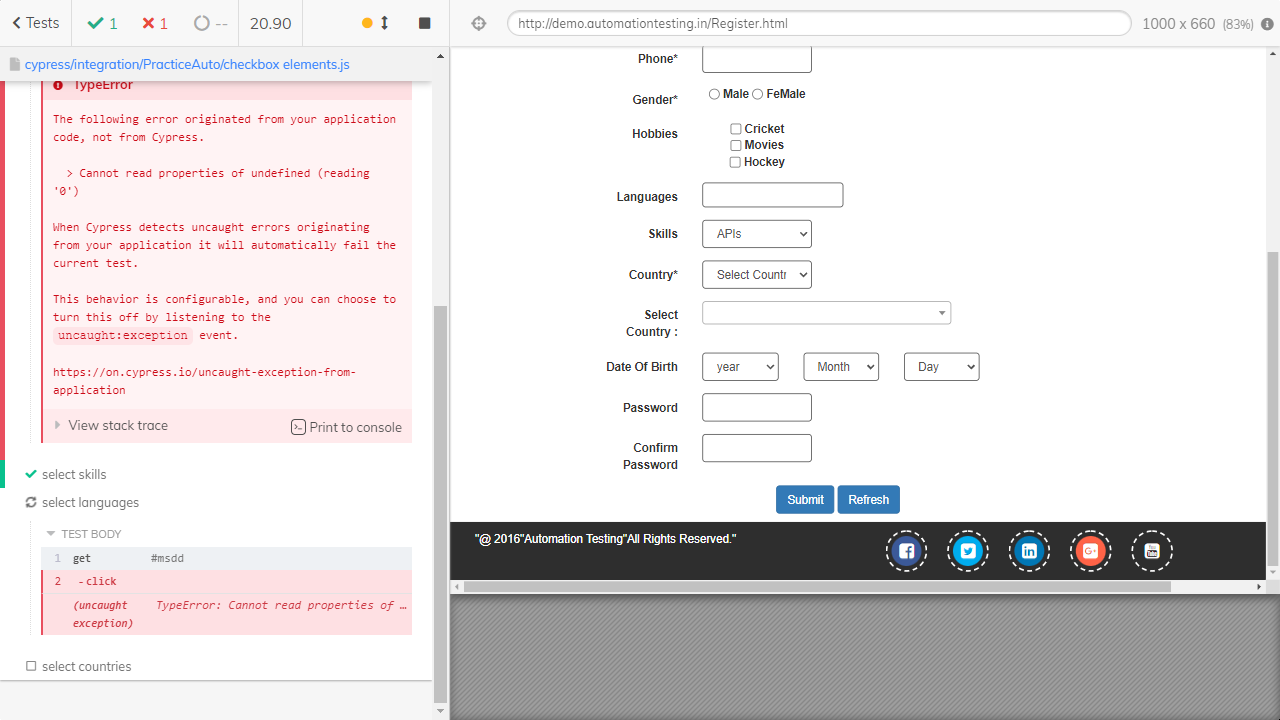 Tests
1
1
--
20.90
http://demo.automationtesting.in/Register.html
1000 x 660 (83%)
cypress/integration/PracticeAuto/checkbox elements.js
TypeError
The following error originated from your application
code, not from Cypress.
> Cannot read properties of undefined (reading
'0')
When Cypress detects uncaught errors originating
from your application it will automatically fail the
current test.
This behavior is configurable, and you can choose to
turn this off by listening to the
uncaught:exception event.
https://on.cypress.io/uncaught-exception-from-
application
View stack trace
Print to console
select skills
select languages
TEST BODY
1 get #msdd
2 -click
(uncaught TypeError: Cannot read properties of …
exception)
select countries
Phone*
Gender*
Male FeMale
Hobbies
Cricket
Movies
Hockey
Languages
Skills
APIs
Country*
Select Countr
Select
Country :
Date Of Birth
year
Month
Day
Password
Confirm
Password
Submit
Refresh
"@ 2016"Automation Testing"All Rights Reserved."